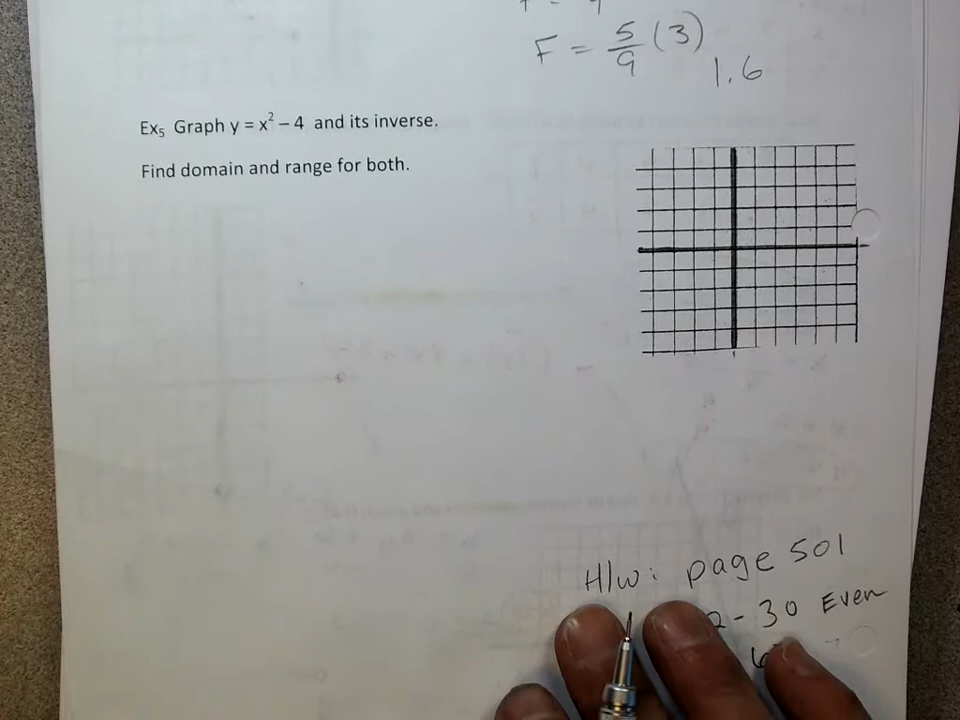 F = 5/9 (3)
1.6
Ex5 Graph y = x² – 4 and its inverse.
Find domain and range for both.
H/w: page 501
2 - 30 Even